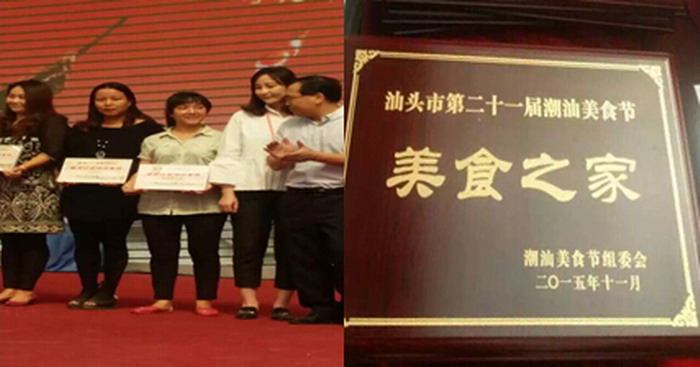 汕头市第二十一届潮汕美食节
美食之家
潮汕美食节组委会
二〇一五年十一月